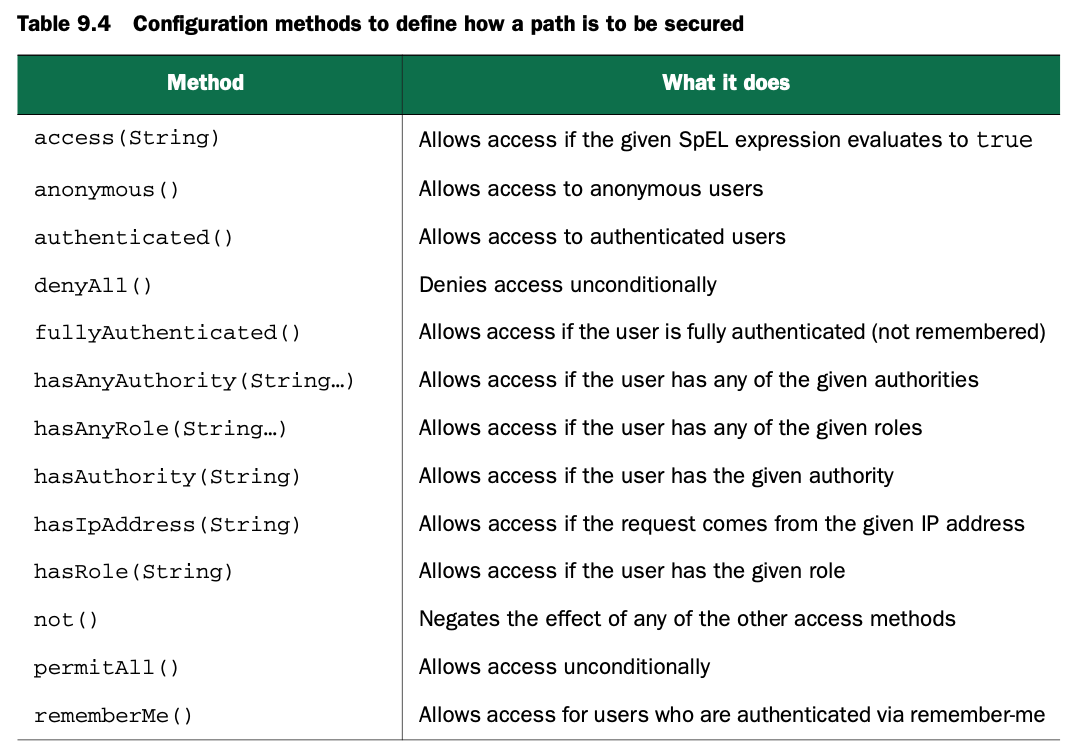 Table 9.4 Configuration methods to define how a path is to be secured
Method What it does
access(String) Allows access if the given SpEL expression evaluates to true
anonymous() Allows access to anonymous users
authenticated() Allows access to authenticated users
denyAll() Denies access unconditionally
fullyAuthenticated() Allows access if the user is fully authenticated (not remembered)
hasAnyAuthority(String…) Allows access if the user has any of the given authorities
hasAnyRole(String…) Allows access if the user has any of the given roles
hasAuthority(String) Allows access if the user has the given authority
hasIpAddress(String) Allows access if the request comes from the given IP address
hasRole(String) Allows access if the user has the given role
not() Negates the effect of any of the other access methods
permitAll() Allows access unconditionally
rememberMe() Allows access for users who are authenticated via remember-me